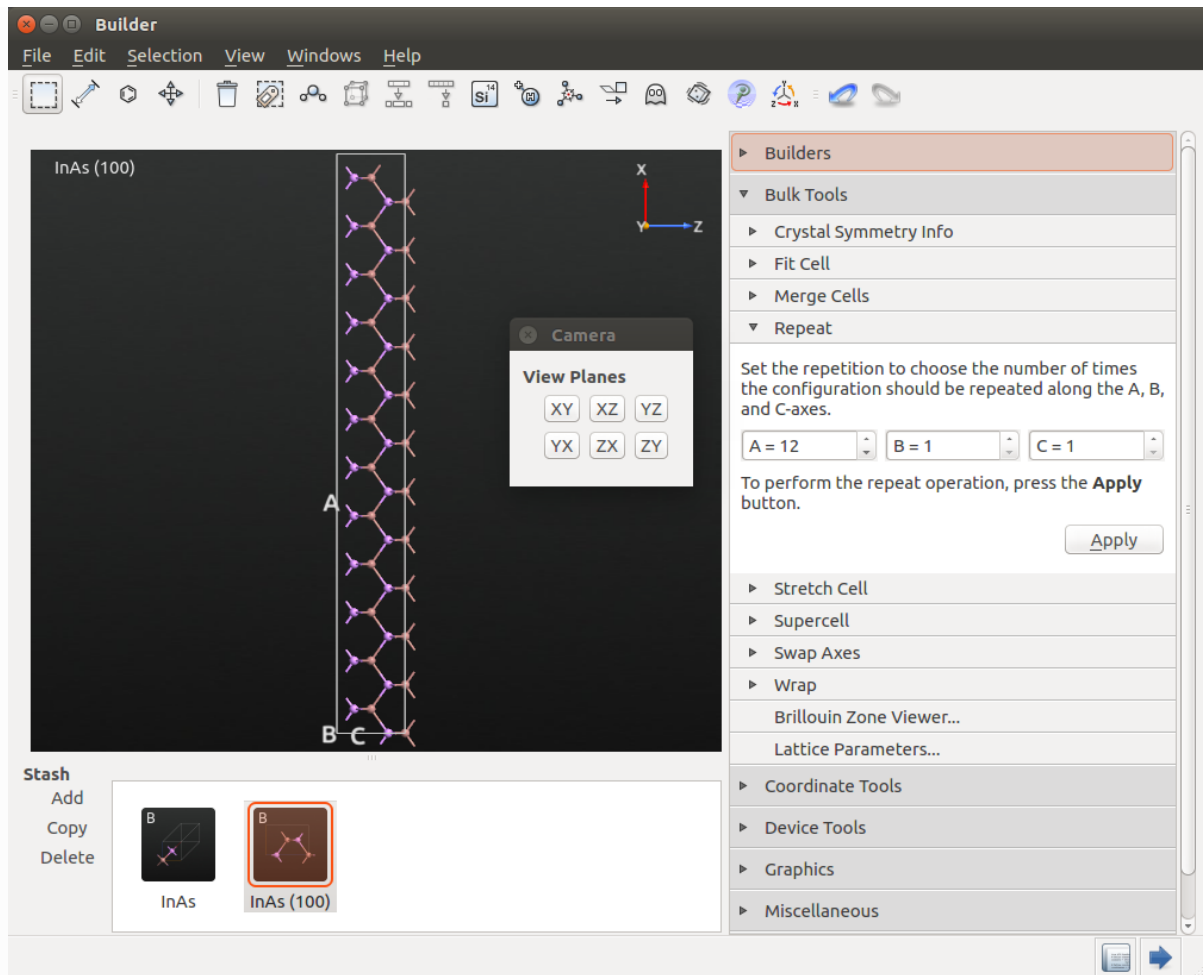 Builder
File Edit Selection View Windows Help
Si 14
H
InAs (100)
X
Y
Z
A
B
C
Camera
View Planes
XY XZ YZ
YX ZX ZY
Builders
Bulk Tools
Crystal Symmetry Info
Fit Cell
Merge Cells
Repeat
Set the repetition to choose the number of times
the configuration should be repeated along the A, B,
and C-axes.
A = 12 B = 1 C = 1
To perform the repeat operation, press the Apply
button.
Apply
Stretch Cell
Supercell
Swap Axes
Wrap
Brillouin Zone Viewer...
Lattice Parameters...
Coordinate Tools
Device Tools
Graphics
Miscellaneous
Stash
Add
Copy
Delete
B
InAs
B
InAs (100)